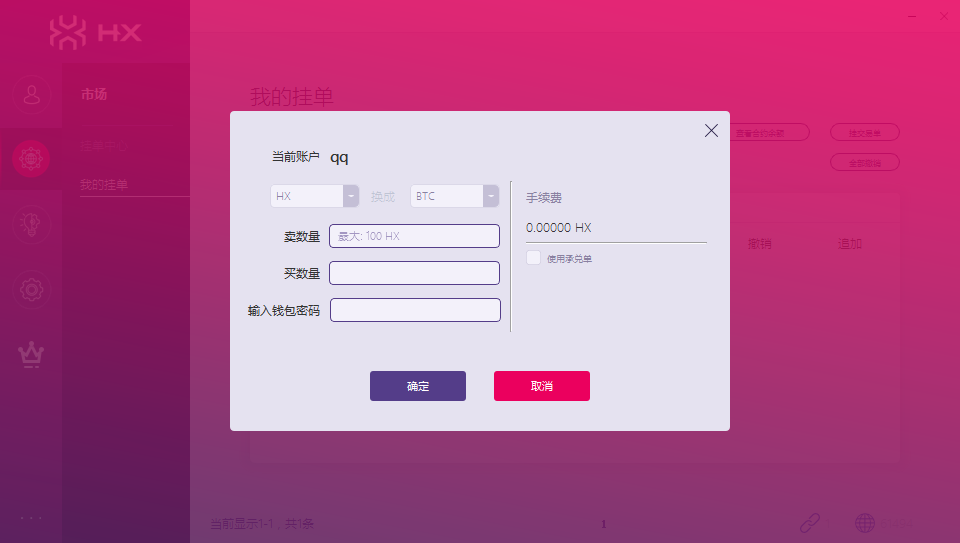 HX
市场
我的挂单
我的挂单
查看合约余额
提交挂单
全部取消
撤销
追加
当前账户 qq
HX 换成 BTC
卖数量 最大: 100 HX
买数量
输入钱包密码
手续费
0.00000 HX
使用承兑单
确定
取消
当前显示1-1，共1条
1